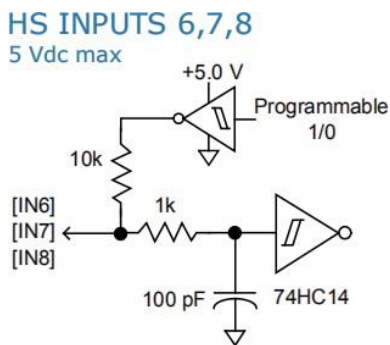 HS INPUTS 6,7,8
5 Vdc max
+5.0 V
Programmable
1/0
10k
[IN6]
1k
[IN7]
[IN8]
100 pF
74HC14